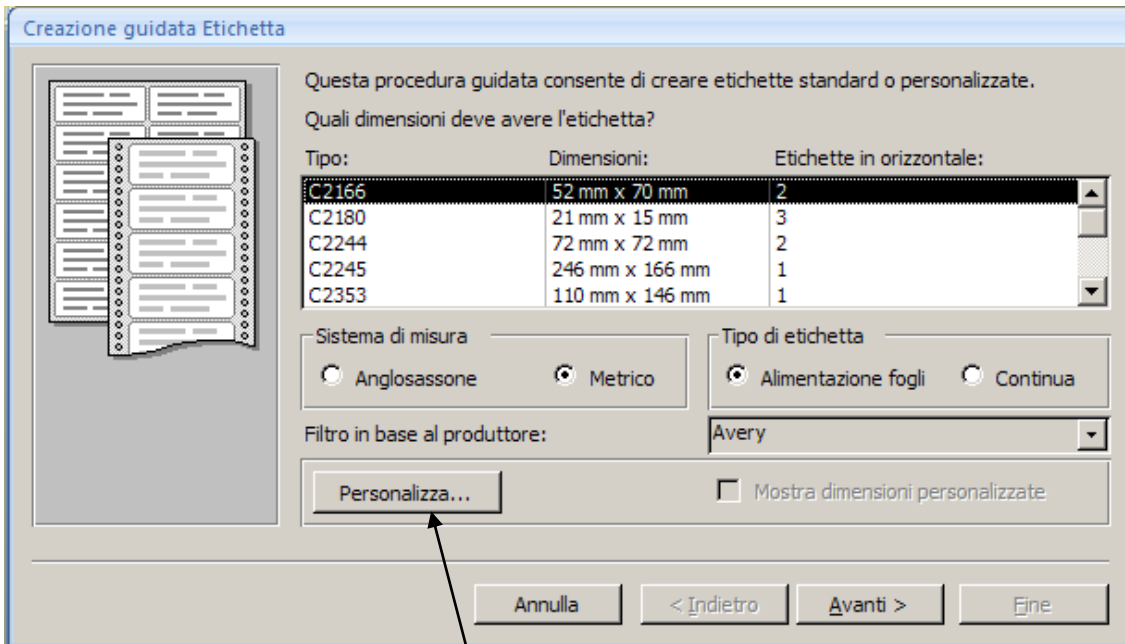 Creazione guidata Etichetta
Questa procedura guidata consente di creare etichette standard o personalizzate.
Quali dimensioni deve avere l'etichetta?
Tipo: Dimensioni: Etichette in orizzontale:
C2166 52 mm x 70 mm 2
C2180 21 mm x 15 mm 3
C2244 72 mm x 72 mm 2
C2245 246 mm x 166 mm 1
C2353 110 mm x 146 mm 1
Sistema di misura Tipo di etichetta
Anglosassone Metrico Alimentazione fogli Continua
Filtro in base al produttore: Avery
Personalizza... Mostra dimensioni personalizzate
Annulla < Indietro Avanti > Fine